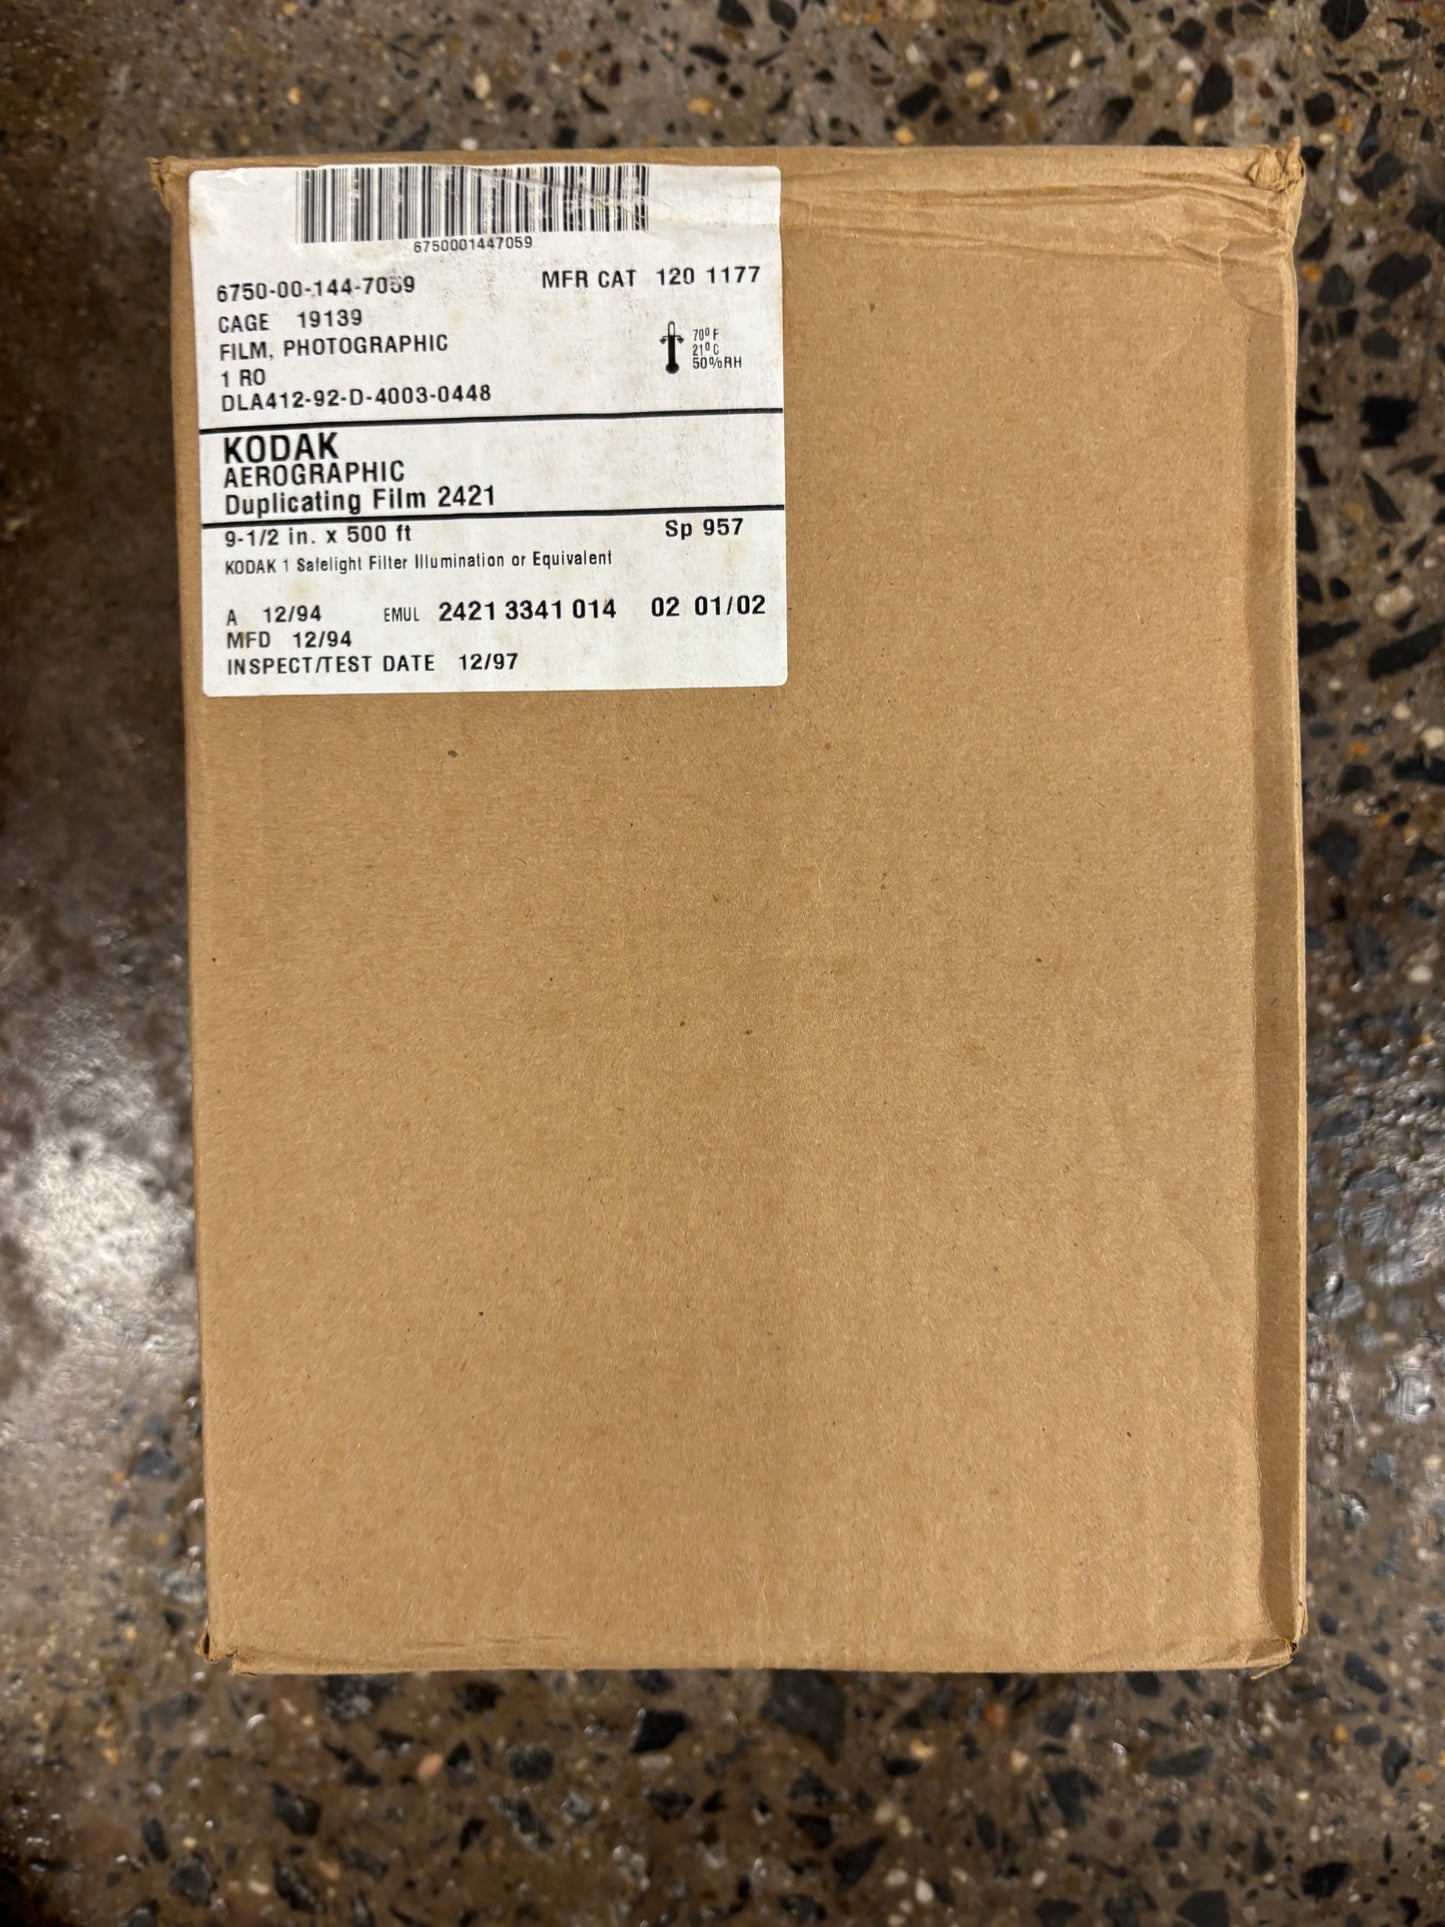 6750001447059
6750-00-144-7059 MFR CAT 120 1177
CAGE 19139
FILM, PHOTOGRAPHIC
1 RO
DLA412-92-D-4003-0448
70° F
21° C
50%RH
KODAK
AEROGRAPHIC
Duplicating Film 2421
9-1/2 in. x 500 ft Sp 957
KODAK 1 Safelight Filter Illumination or Equivalent
A 12/94 EMUL 2421 3341 014 02 01/02
MFD 12/94
INSPECT/TEST DATE 12/97